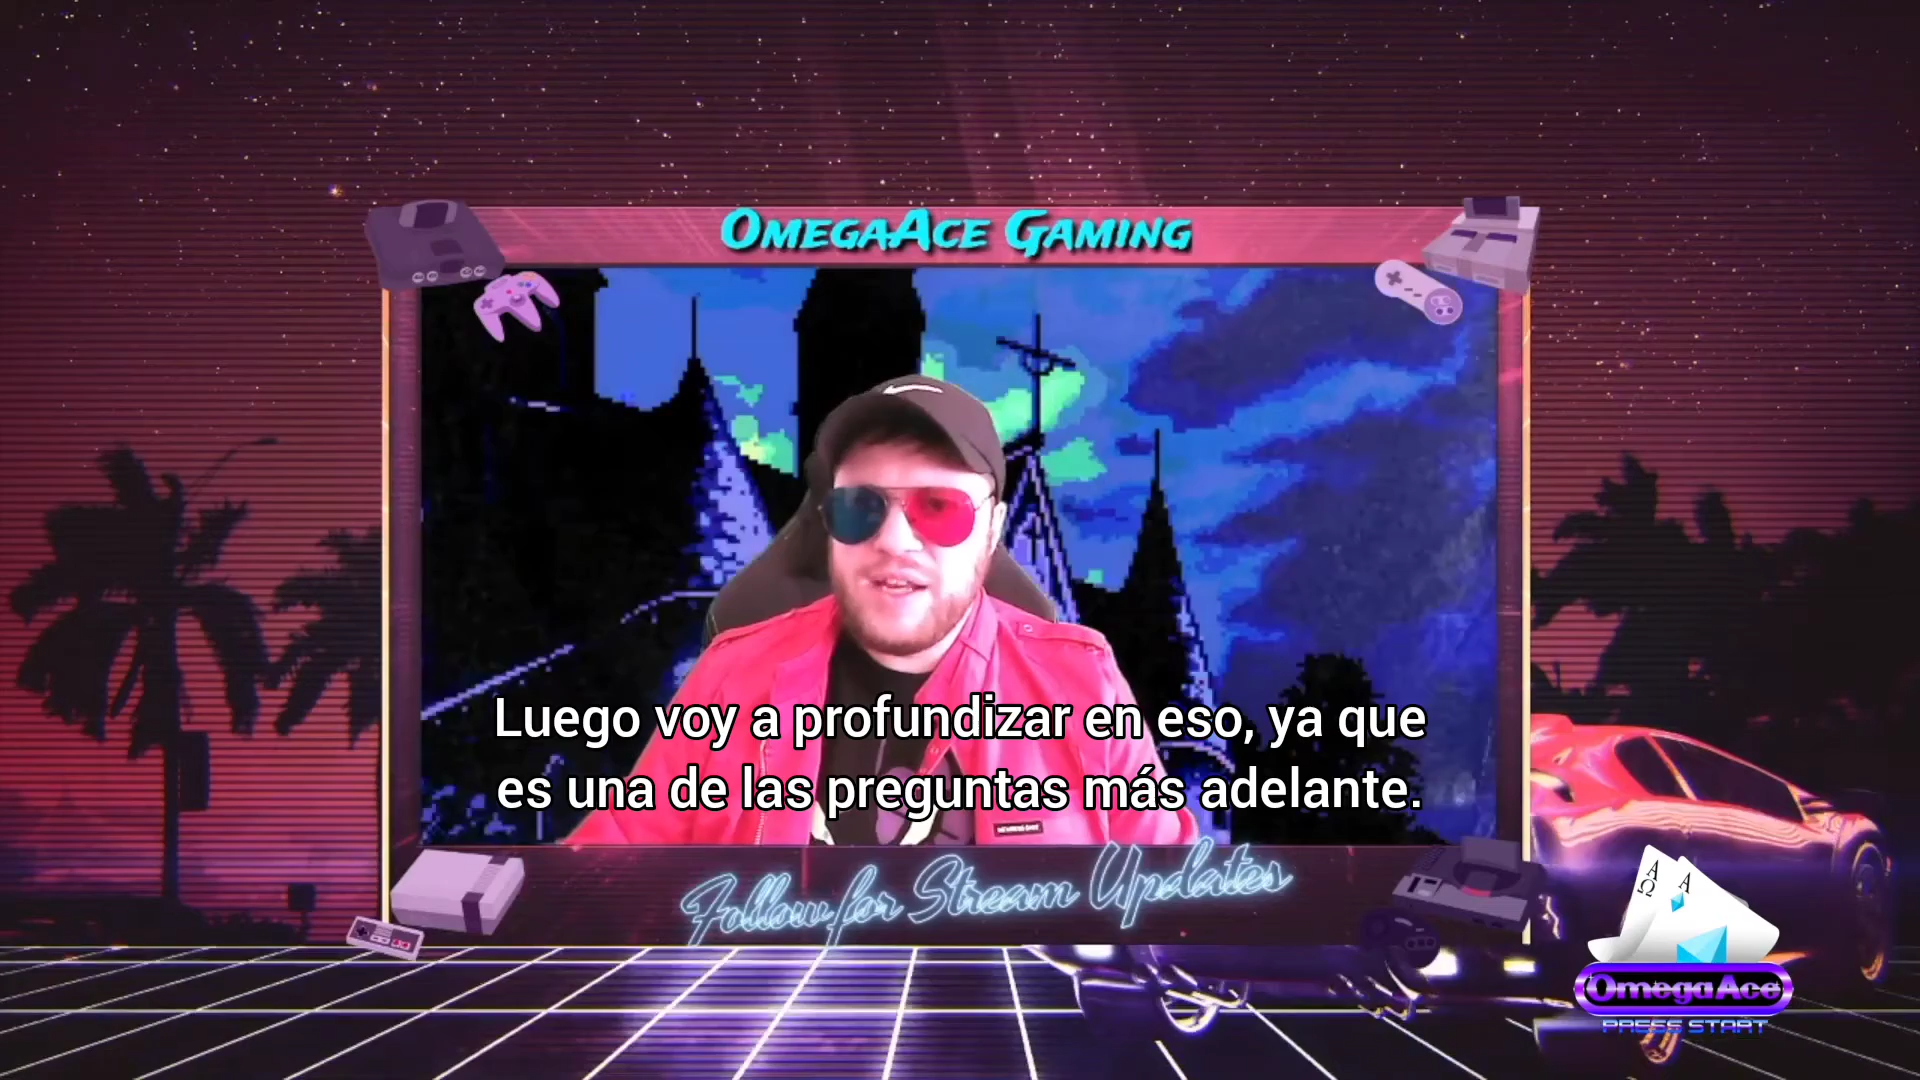 OmegaAce Gaming
Luego voy a profundizar en eso, ya que
es una de las preguntas más adelante.
Follow for Stream Updates
A
Ω
A
OmegaAce
PRESS START